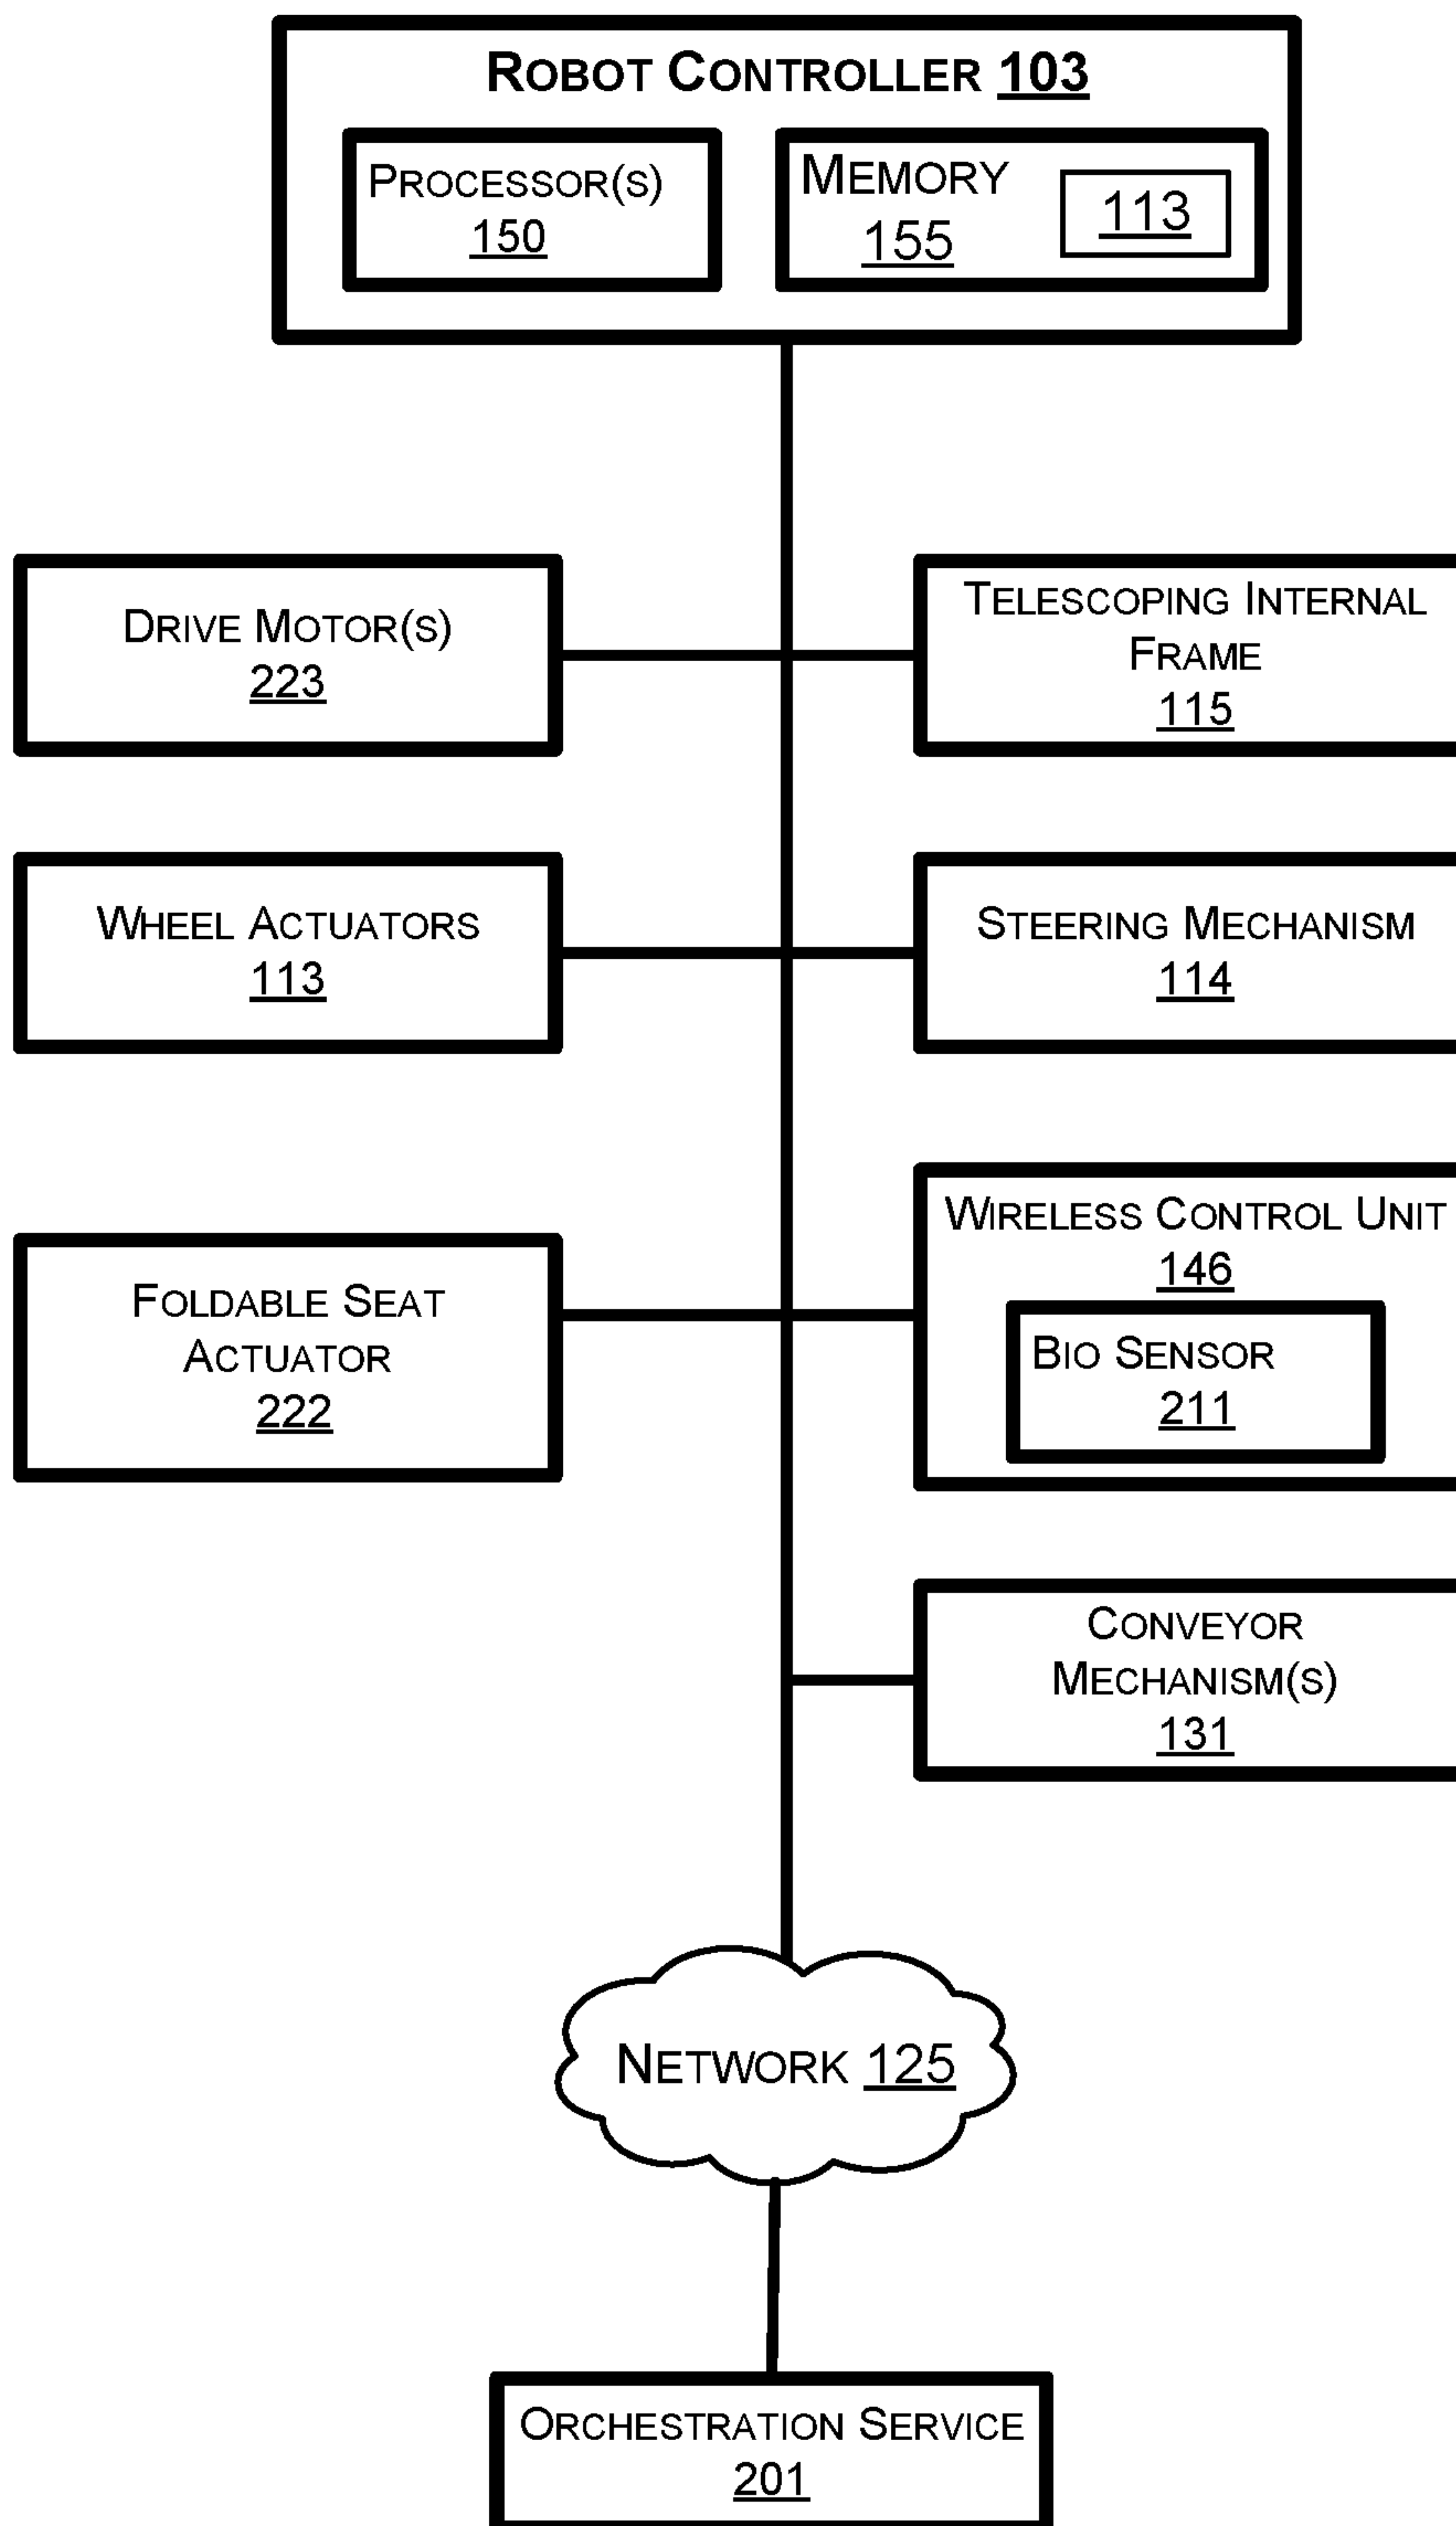 ROBOT CONTROLLER 103
PROCESSOR(S)
150
MEMORY
155
113
DRIVE MOTOR(S)
223
TELESCOPING INTERNAL
FRAME
115
WHEEL ACTUATORS
113
STEERING MECHANISM
114
FOLDABLE SEAT
ACTUATOR
222
WIRELESS CONTROL UNIT
146
BIO SENSOR
211
CONVEYOR
MECHANISM(S)
131
NETWORK 125
ORCHESTRATION SERVICE
201